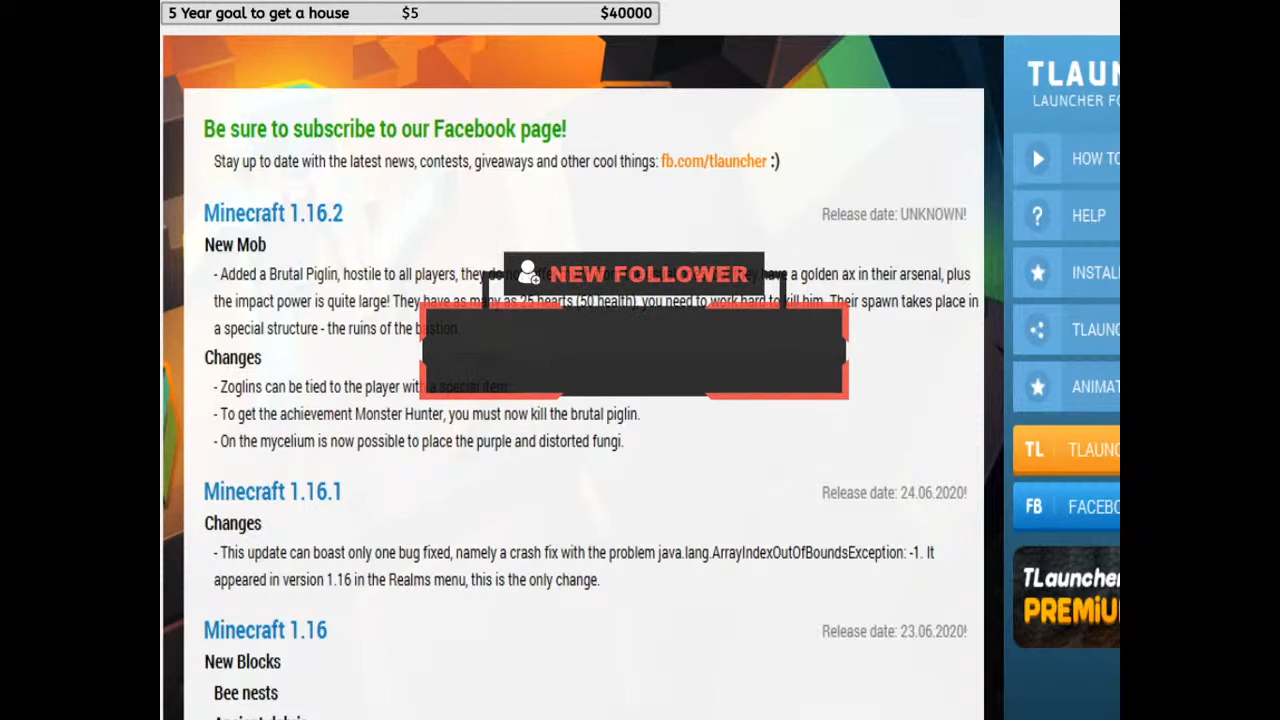 5 Year goal to get a house $5 $40000
TLAUN
LAUNCHER FO
Be sure to subscribe to our Facebook page!
Stay up to date with the latest news, contests, giveaways and other cool things: fb.com/tlauncher :)
Minecraft 1.16.2 Release date: UNKNOWN!
New Mob
- Added a Brutal Piglin, hostile to all players, they do not have a golden ax in their arsenal, plus
NEW FOLLOWER
the impact power is quite large! They have as many as 25 hearts (50 health), you need to work hard to kill him. Their spawn takes place in
a special structure - the ruins of the bastion.
Changes
- Zoglins can be tied to the player with a special item.
- To get the achievement Monster Hunter, you must now kill the brutal piglin.
- On the mycelium is now possible to place the purple and distorted fungi.
Minecraft 1.16.1 Release date: 24.06.2020!
Changes
- This update can boast only one bug fixed, namely a crash fix with the problem java.lang.ArrayIndexOutOfBoundsException: -1. It
appeared in version 1.16 in the Realms menu, this is the only change.
Minecraft 1.16 Release date: 23.06.2020!
New Blocks
Bee nests
Ancient debris
HOW TO
HELP
INSTAL
TLAUNC
ANIMAT
TL TLAUNC
FB FACEBO
TLauncher
PREMIU